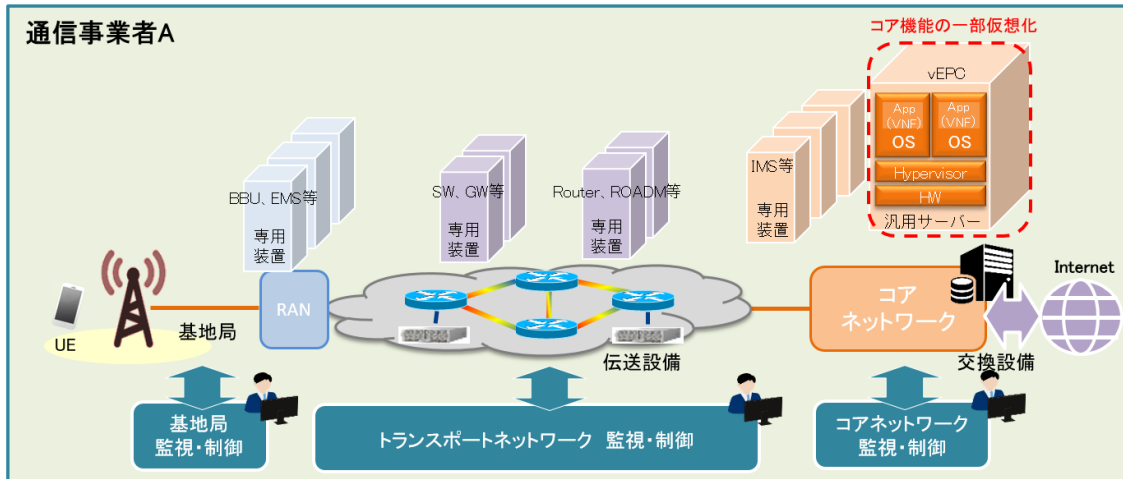 通信事業者A
コア機能の一部仮想化
vEPC
App
(VNF)
OS
App
(VNF)
OS
Hypervisor
HW
汎用サーバー
BBU、EMS等
専用
装置
SW、GW等
専用
装置
Router、ROADM等
専用
装置
IMS等
専用
装置
UE
基地局
RAN
伝送設備
コア
ネットワーク
Internet
交換設備
基地局
監視・制御
トランスポートネットワーク 監視・制御
コアネットワーク
監視・制御